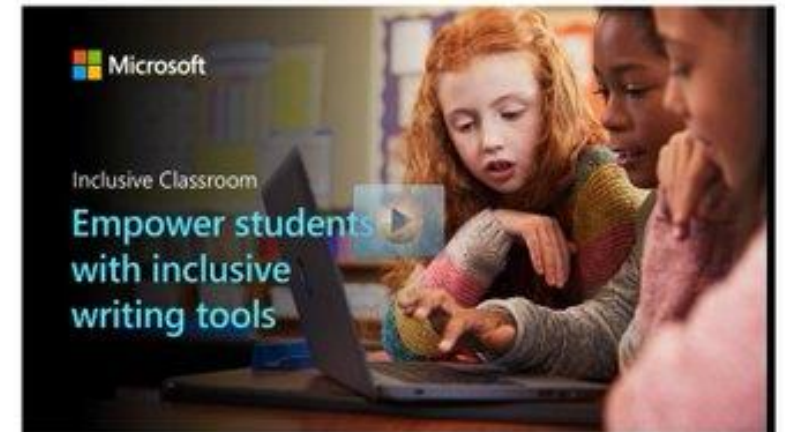 Microsoft
Inclusive Classroom
Empower students
with inclusive
writing tools